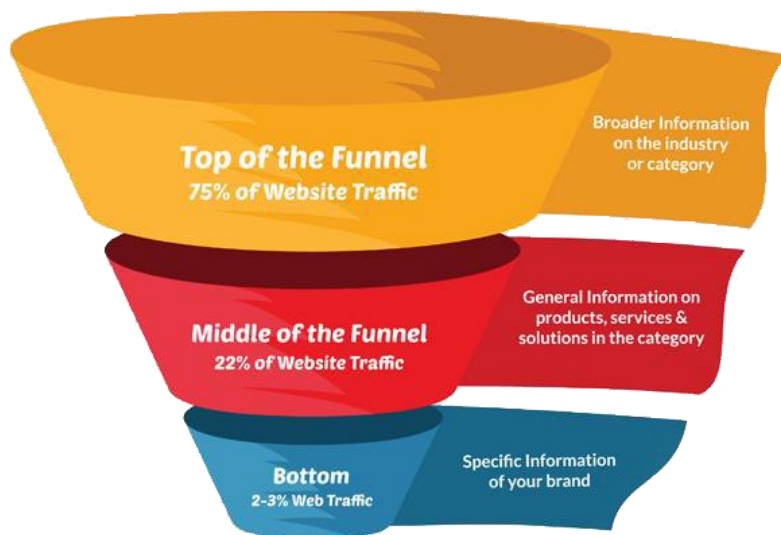 Top of the Funnel
75% of Website Traffic
Broader Information
on the industry
or category
Middle of the Funnel
22% of Website Traffic
General Information on
products, services &
solutions in the category
Bottom
2-3% Web Traffic
Specific Information
of your brand